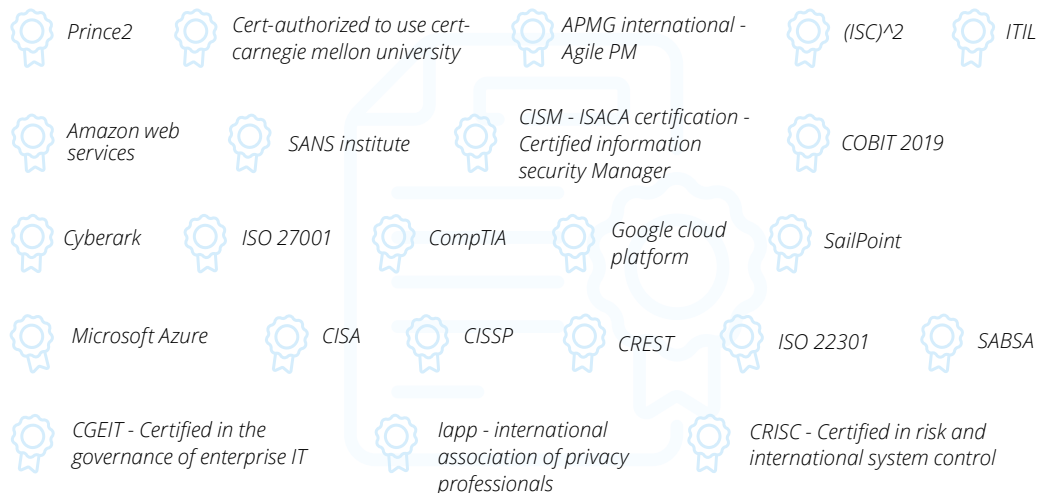 Prince2
Cert-authorized to use cert-
carnegie mellon university
APMG international -
Agile PM
(ISC)^2
ITIL
Amazon web
services
SANS institute
CISM - ISACA certification -
Certified information
security Manager
COBIT 2019
Cyberark
ISO 27001
CompTIA
Google cloud
platform
SailPoint
Microsoft Azure
CISA
CISSP
CREST
ISO 22301
SABSA
CGEIT - Certified in the
governance of enterprise IT
Iapp - international
association of privacy
professionals
CRISC - Certified in risk and
international system control